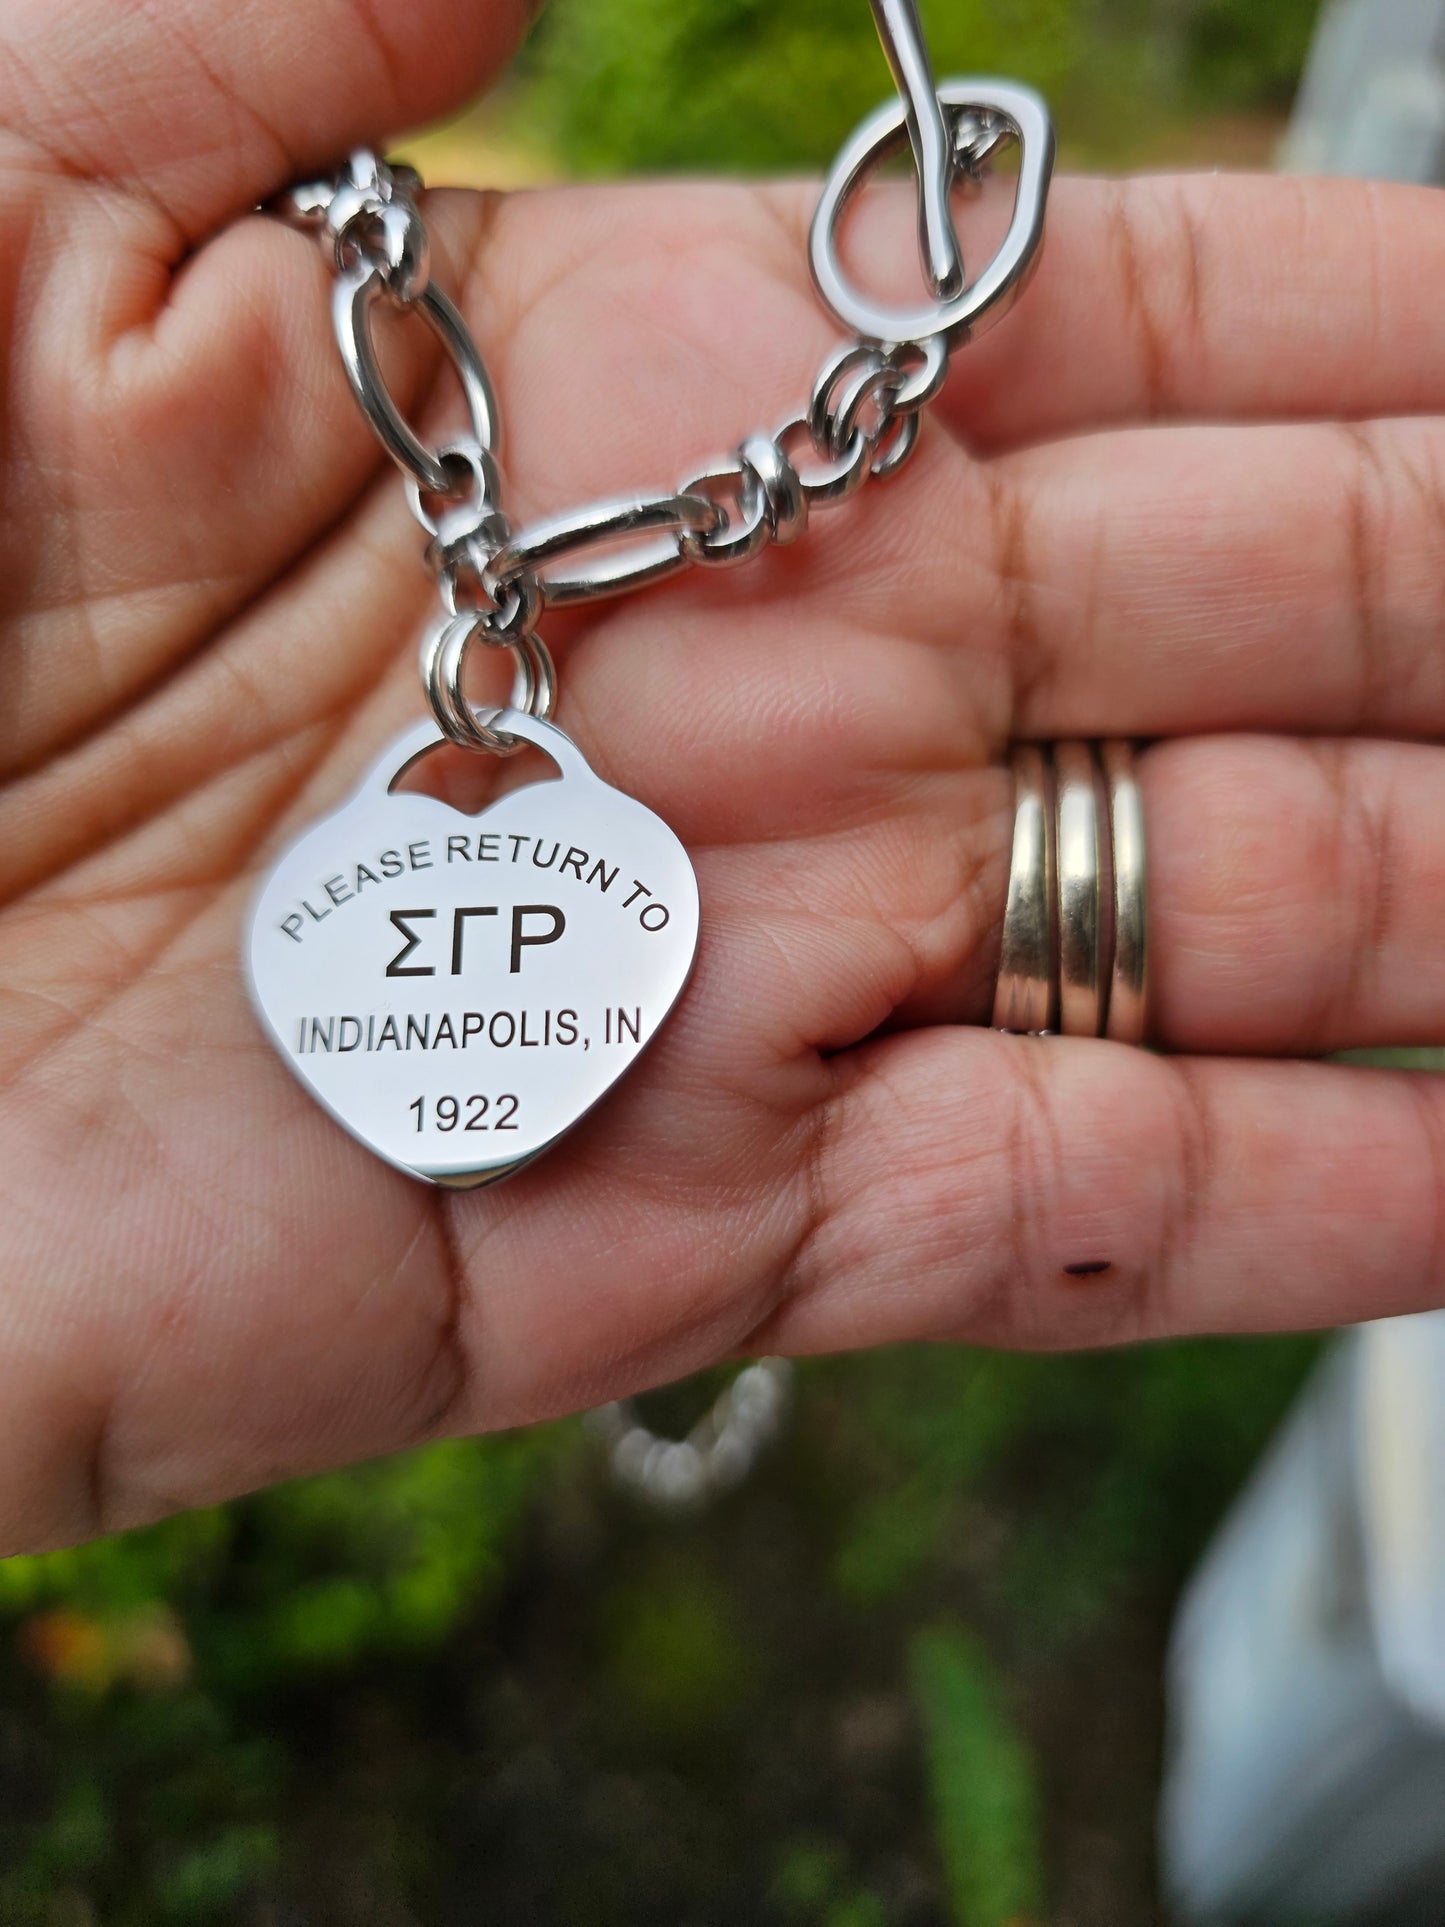 PLEASE RETURN TO
ΣΓΡ
INDIANAPOLIS, IN
1922